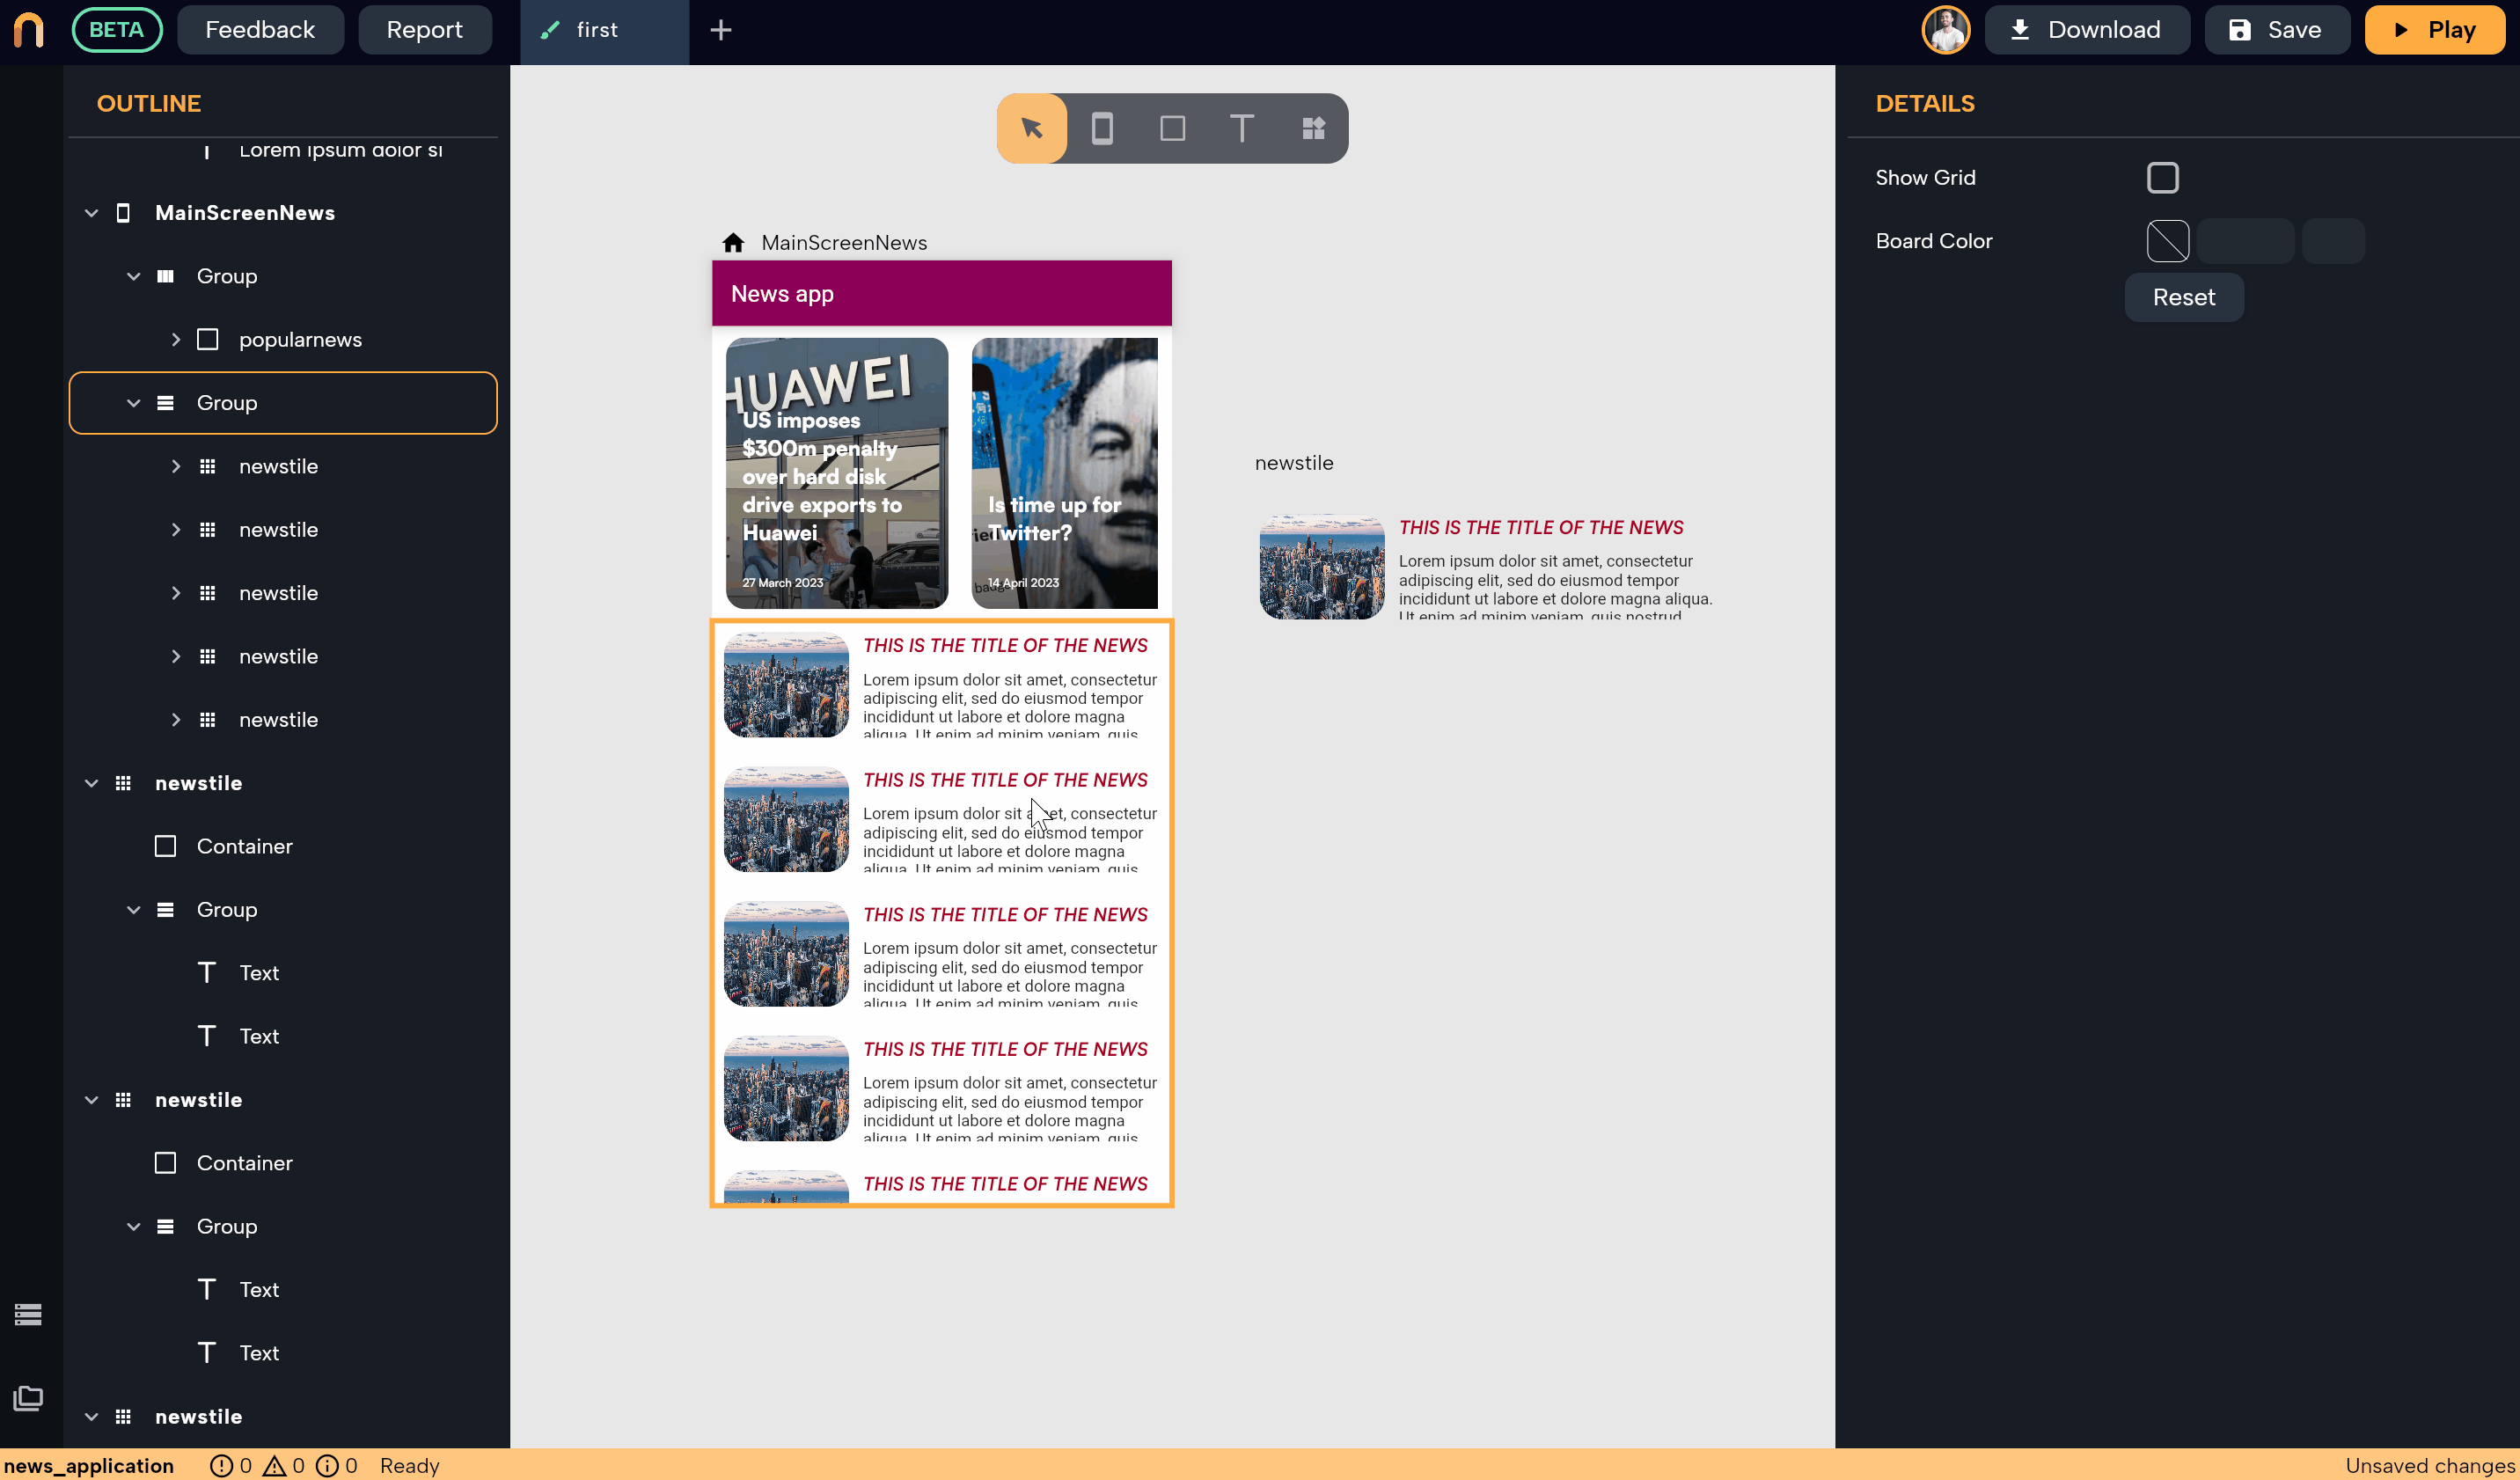 BETA
Feedback
Report
first
Download
Save
Play
OUTLINE
Lorem ipsum dolor si
MainScreenNews
Group
popularnews
Group
newstile
newstile
newstile
newstile
newstile
newstile
Container
Group
Text
Text
newstile
Container
Group
Text
Text
newstile
MainScreenNews
News app
HUAWEI
US imposes
$300m penalty
over hard disk
drive exports to
Huawei
27 March 2023
Is time up for
Twitter?
14 April 2023
THIS IS THE TITLE OF THE NEWS
Lorem ipsum dolor sit amet, consectetur
adipiscing elit, sed do eiusmod tempor
incididunt ut labore et dolore magna
aliqua. Ut enim ad minim veniam, quis
THIS IS THE TITLE OF THE NEWS
Lorem ipsum dolor sit amet, consectetur
adipiscing elit, sed do eiusmod tempor
incididunt ut labore et dolore magna
aliqua. Ut enim ad minim veniam, quis
THIS IS THE TITLE OF THE NEWS
Lorem ipsum dolor sit amet, consectetur
adipiscing elit, sed do eiusmod tempor
incididunt ut labore et dolore magna
aliqua. Ut enim ad minim veniam, quis
THIS IS THE TITLE OF THE NEWS
Lorem ipsum dolor sit amet, consectetur
adipiscing elit, sed do eiusmod tempor
incididunt ut labore et dolore magna
aliqua. Ut enim ad minim veniam, quis
THIS IS THE TITLE OF THE NEWS
newstile
THIS IS THE TITLE OF THE NEWS
Lorem ipsum dolor sit amet, consectetur
adipiscing elit, sed do eiusmod tempor
incididunt ut labore et dolore magna aliqua.
Ut enim ad minim veniam, quis nostrud
DETAILS
Show Grid
Board Color
Reset
news_application
0 0 0 Ready
Unsaved changes